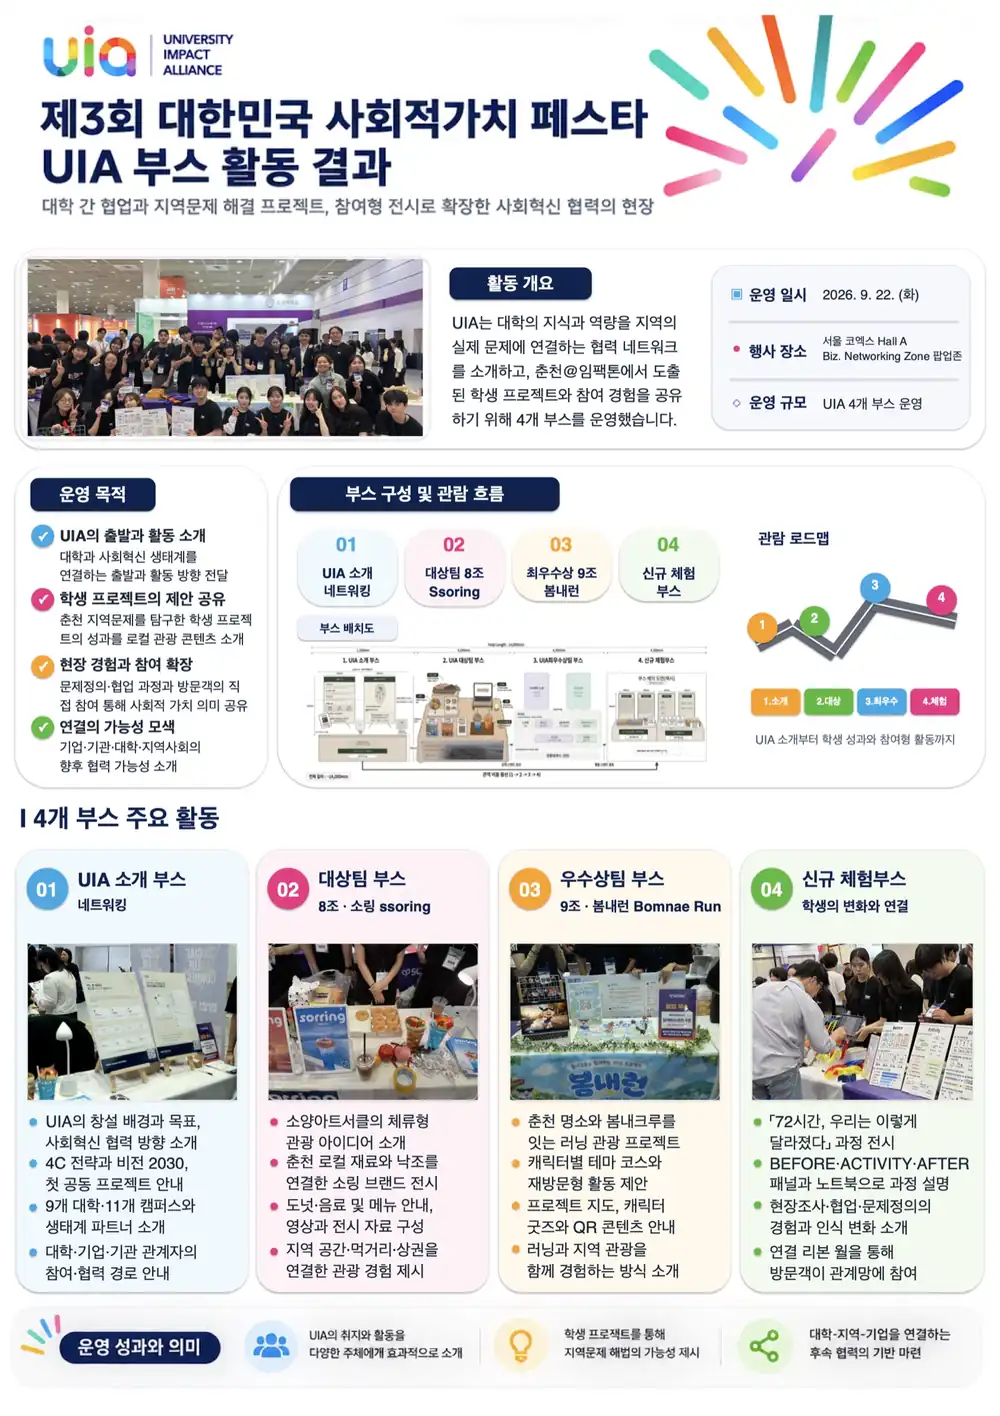 uia
UNIVERSITY
IMPACT
ALLIANCE
제3회 대한민국 사회적가치 페스타
UIA 부스 활동 결과
대학 간 협업과 지역문제 해결 프로젝트, 참여형 전시로 확장한 사회혁신 협력의 현장
활동 개요
UIA는 대학의 지식과 역량을 지역의
실제 문제에 연결하는 협력 네트워크
를 소개하고, 춘천@임팩톤에서 도출
된 학생 프로젝트와 참여 경험을 공유
하기 위해 4개 부스를 운영했습니다.
운영 일시 2026. 9. 22. (화)
행사 장소 서울 코엑스 Hall A
Biz. Networking Zone 팝업존
운영 규모 UIA 4개 부스 운영
운영 목적
UIA의 출발과 활동 소개
대학과 사회혁신 생태계를
연결하는 출발과 활동 방향 전달
학생 프로젝트의 제안 공유
춘천 지역문제를 탐구한 학생 프로젝
트의 성과를 로컬 관광 콘텐츠 소개
현장 경험과 참여 확장
문제정의·협업 과정과 방문객의 직
접 참여 통해 사회적 가치 의미 공유
연결의 가능성 모색
기업·기관·대학·지역사회의
향후 협력 가능성 소개
부스 구성 및 관람 흐름
01
UIA 소개
네트워킹
02
대상팀 8조
Ssoring
03
최우수상 9조
봄내런
04
신규 체험
부스
부스 배치도
1. UIA 소개 부스
2. UIA 대상팀 부스
3. UIA최우수상팀 부스
4. 신규체험부스
관람 로드맵
1
2
3
4
1.소개
2.대상
3.최우수
4.체험
UIA 소개부터 학생 성과와 참여형 활동까지
I 4개 부스 주요 활동
01
UIA 소개 부스
네트워킹
UIA의 창설 배경과 목표,
사회혁신 협력 방향 소개
4C 전략과 비전 2030,
첫 공동 프로젝트 안내
9개 대학·11개 캠퍼스와
생태계 파트너 소개
대학·기업·기관 관계자의
참여·협력 경로 안내
02
대상팀 부스
8조 · 소링 ssoring
sorring
소양아트서클의 체류형
관광 아이디어 소개
춘천 로컬 재료와 낙조를
연결한 소링 브랜드 전시
도넛·음료 및 메뉴 안내,
영상과 전시 자료 구성
지역 공간·먹거리·상권을
연결한 관광 경험 제시
03
우수상팀 부스
9조 · 봄내런 Bomnae Run
봄내런
춘천 명소와 봄내크루를
잇는 러닝 관광 프로젝트
캐릭터별 테마 코스와
재방문형 활동 제안
프로젝트 지도, 캐릭터
굿즈와 QR 콘텐츠 안내
러닝과 지역 관광을
함께 경험하는 방식 소개
04
신규 체험부스
학생의 변화와 연결
「72시간, 우리는 이렇게
달라졌다」 과정 전시
BEFORE·ACTIVITY·AFTER
패널과 노트북으로 과정 설명
현장조사·협업·문제정의의
경험과 인식 변화 소개
연결 리본 월을 통해
방문객이 관계망에 참여
운영 성과와 의미
UIA의 취지와 활동을
다양한 주체에게 효과적으로 소개
학생 프로젝트를 통해
지역문제 해법의 가능성 제시
대학-지역-기업을 연결하는
후속 협력의 기반 마련